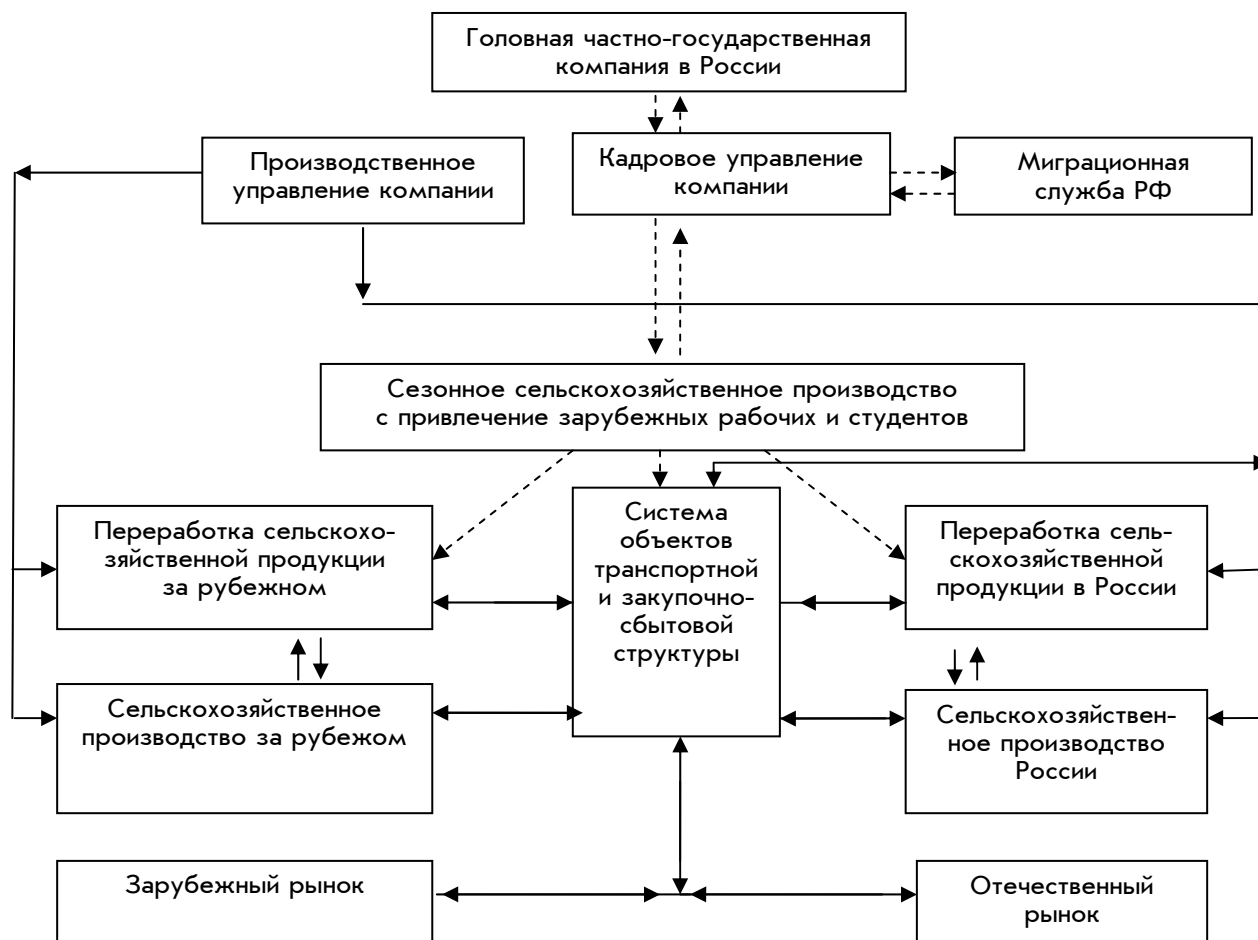 Головная частно-государственная
компания в России
Производственное
управление компании
Кадровое управление
компании
Миграционная
служба РФ
Сезонное сельскохозяйственное производство
с привлечение зарубежных рабочих и студентов
Переработка сельскохо-
зяйственной продукции
за рубежном
Система
объектов
транспортной
и закупочно-
сбытовой
структуры
Переработка сель-
скохозяйственной
продукции в России
Сельскохозяйственное
производство за рубежом
Сельскохозяйствен-
ное производство
России
Зарубежный рынок
Отечественный
рынок